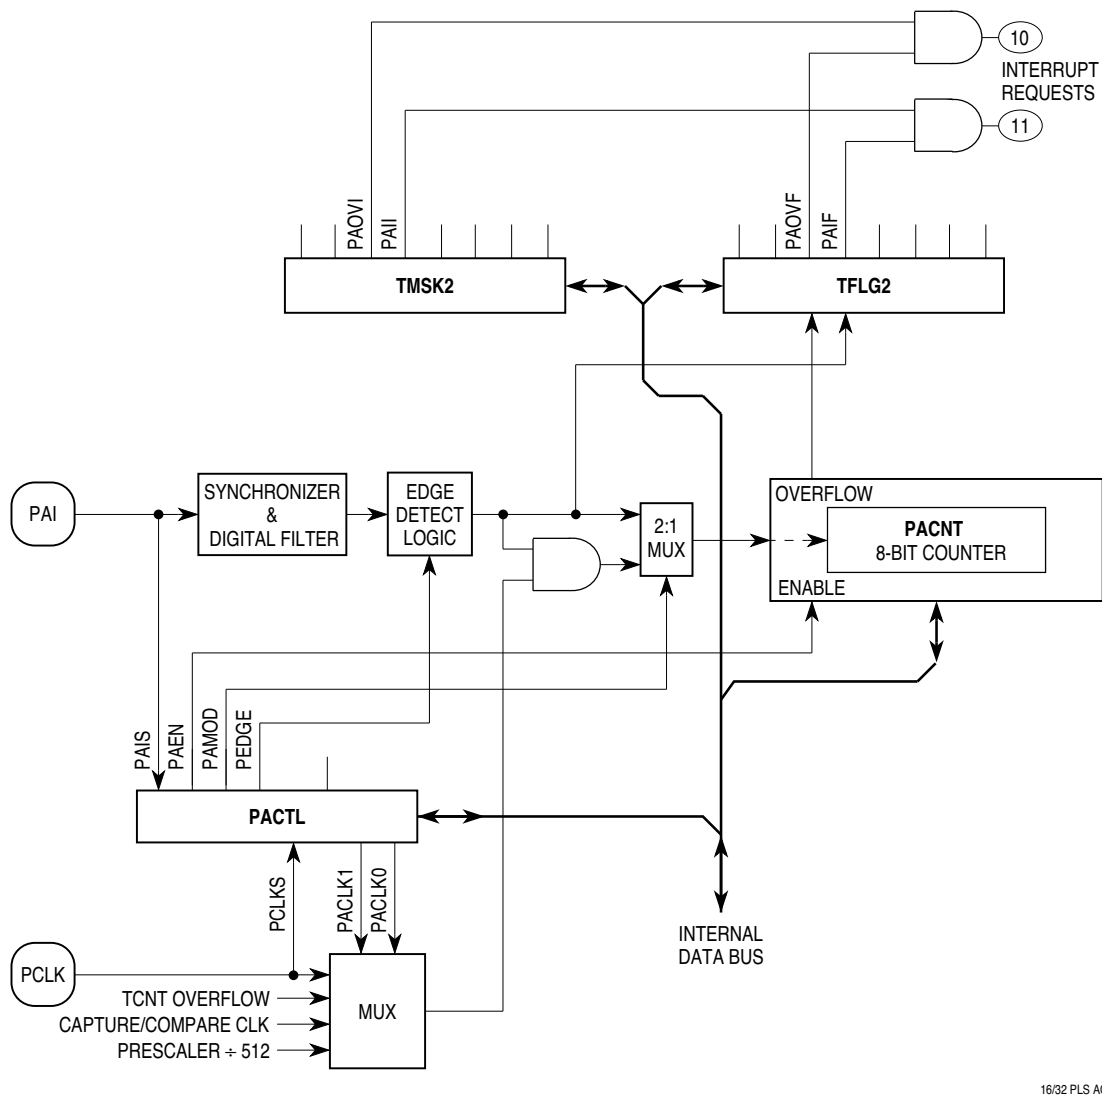 10
INTERRUPT
REQUESTS
11
PAOVI
PAII
PAOVF
PAIF
TMSK2
TFLG2
PAI
SYNCHRONIZER
&
DIGITAL FILTER
EDGE
DETECT
LOGIC
2:1
MUX
OVERFLOW
PACNT
8-BIT COUNTER
ENABLE
PAIS
PAEN
PAMOD
PEDGE
PACTL
PCLKS
PACLK1
PACLK0
INTERNAL
DATA BUS
PCLK
TCNT OVERFLOW
CAPTURE/COMPARE CLK
PRESCALER ÷ 512
MUX
16/32 PLS